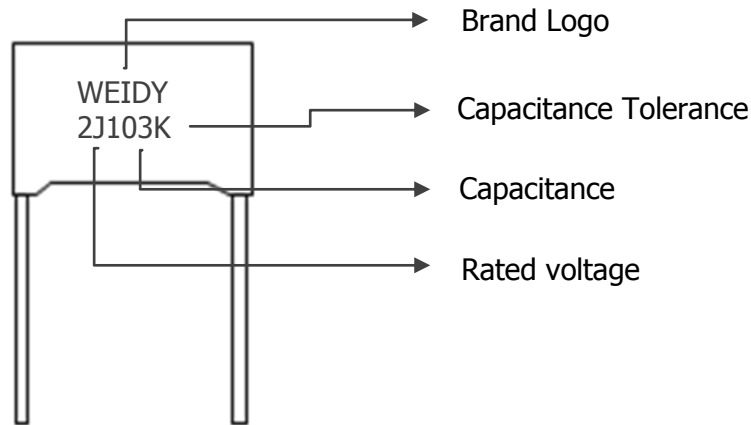 Brand Logo
WEIDY
2J103K
Capacitance Tolerance
Capacitance
Rated voltage